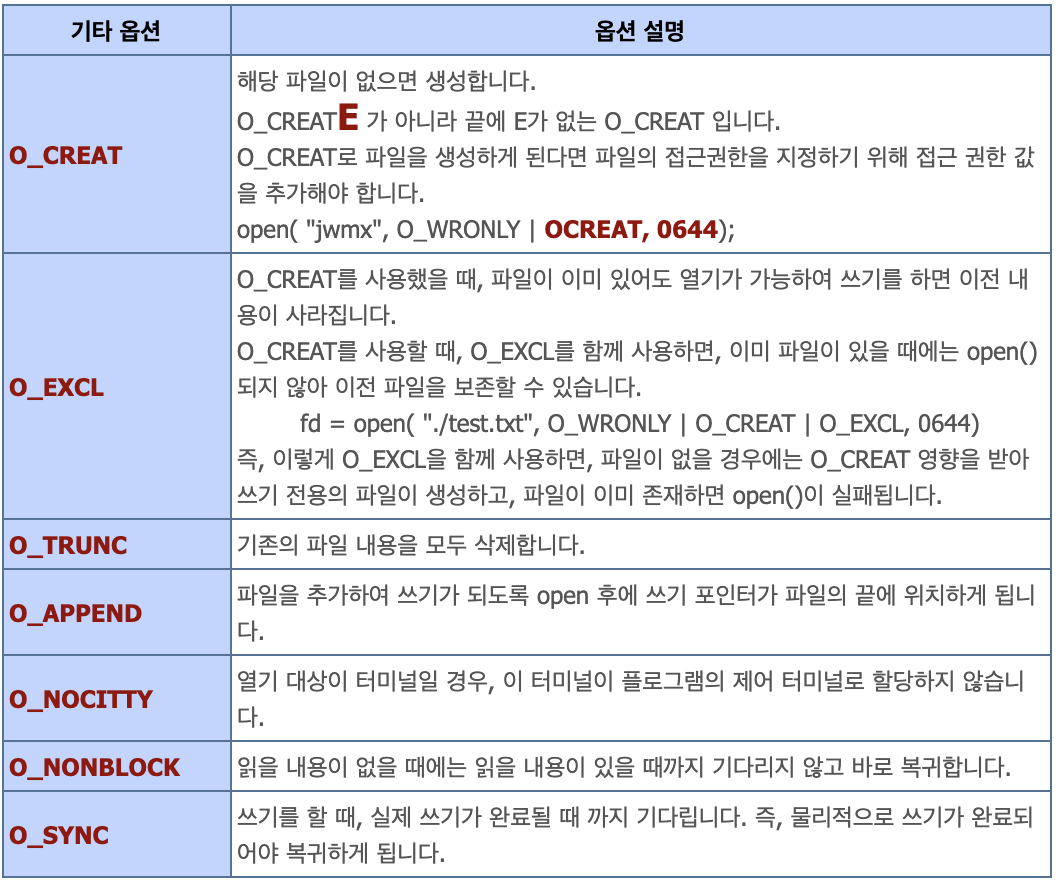 기타 옵션
옵션 설명
O_CREAT
해당 파일이 없으면 생성합니다.
O_CREATE 가 아니라 끝에 E가 없는 O_CREAT 입니다.
O_CREAT로 파일을 생성하게 된다면 파일의 접근권한을 지정하기 위해 접근 권한 값
을 추가해야 합니다.
open( "jwmx", O_WRONLY | OCREAT, 0644);
O_EXCL
O_CREAT를 사용했을 때, 파일이 이미 있어도 열기가 가능하여 쓰기를 하면 이전 내
용이 사라집니다.
O_CREAT를 사용할 때, O_EXCL를 함께 사용하면, 이미 파일이 있을 때에는 open()
되지 않아 이전 파일을 보존할 수 있습니다.
fd = open( "./test.txt", O_WRONLY | O_CREAT | O_EXCL, 0644)
즉, 이렇게 O_EXCL을 함께 사용하면, 파일이 없을 경우에는 O_CREAT 영향을 받아
쓰기 전용의 파일이 생성하고, 파일이 이미 존재하면 open()이 실패됩니다.
O_TRUNC
기존의 파일 내용을 모두 삭제합니다.
O_APPEND
파일을 추가하여 쓰기가 되도록 open 후에 쓰기 포인터가 파일의 끝에 위치하게 됩니
다.
O_NOCITTY
열기 대상이 터미널일 경우, 이 터미널이 플로그램의 제어 터미널로 할당하지 않습니
다.
O_NONBLOCK
읽을 내용이 없을 때에는 읽을 내용이 있을 때까지 기다리지 않고 바로 복귀합니다.
O_SYNC
쓰기를 할 때, 실제 쓰기가 완료될 때 까지 기다립니다. 즉, 물리적으로 쓰기가 완료되
어야 복귀하게 됩니다.